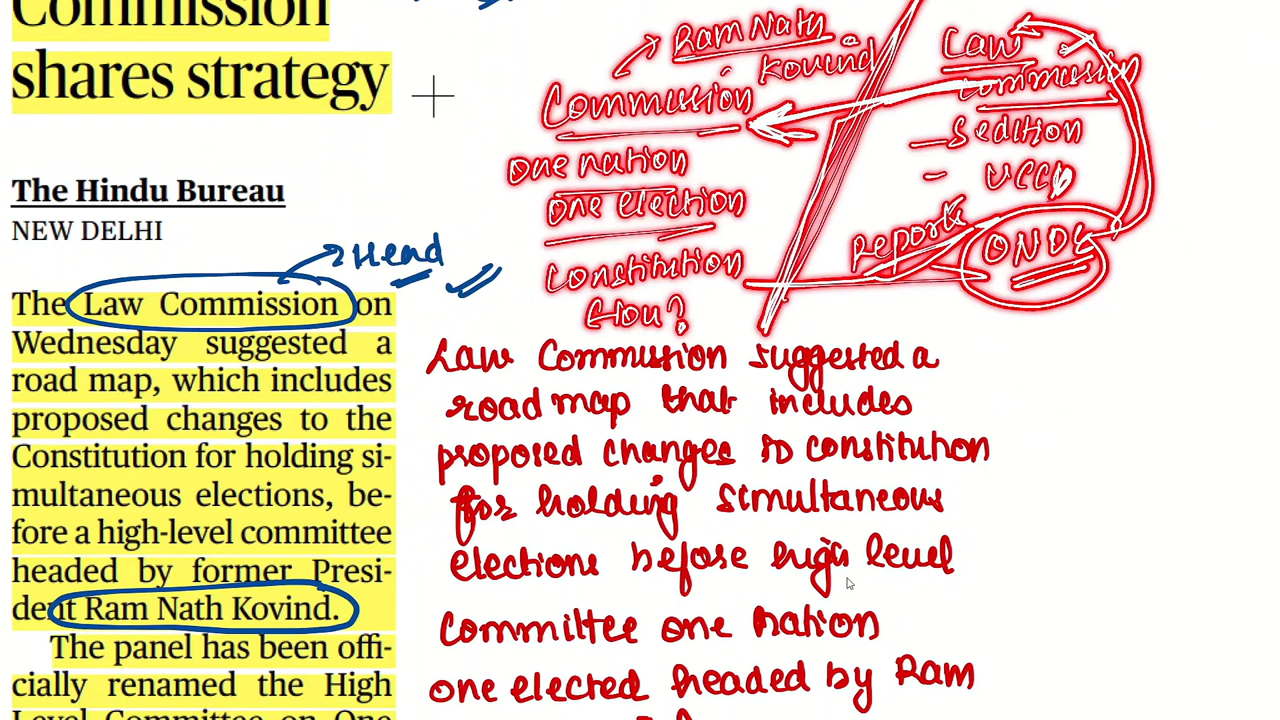 Commission
shares strategy
The Hindu Bureau
NEW DELHI
The Law Commission on
Wednesday suggested a
road map, which includes
proposed changes to the
Constitution for holding si-
multaneous elections, be-
fore a high-level committee
headed by former Presi-
dent Ram Nath Kovind.
The panel has been offi-
cially renamed the High
Level Committee on One
Head
Ram Nath
Kovind
Commission
one nation
one election
Constitution
Law
commission
- Sedition
- UCC
Reports
Law Commission suggested a
road map that includes
proposed changes to constitution
for holding simultaneous
elections before high level
Committee one nation
one elected headed by Ram